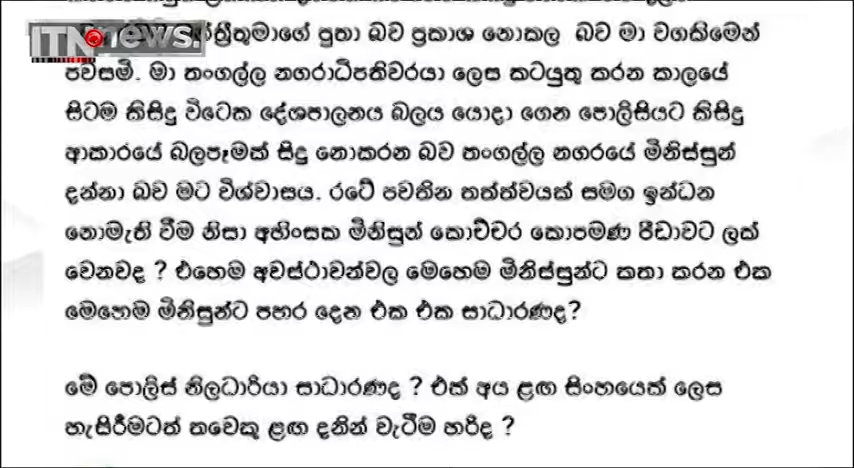 ITNnews.
මන්ත්‍රීතුමාගේ පුතා බව ප්‍රකාශ නොකල බව මා වගකිමෙන්
පවසමි. මා තංගල්ල නගරාධිපතිවරයා ලෙස කටයුතු කරන කාලයේ
සිටම කිසිදු විටෙක දේශපාලනය බලය යොදා ගෙන පොලිසියට කිසිදු
ආකාරයේ බලපෑමක් සිදු නොකරන බව තංගල්ල නගරයේ මිනිස්සුන්
දන්නා බව මට විශ්වාසය. රටේ පවතින තත්ත්වයක් සමග ඉන්ධන
නොමැති වීම නිසා අහිංසක මිනිසුන් කොච්චර කොපමණ පීඩාවට ලක්
වෙනවද ? එහෙම අවස්ථාවන්වල මෙහෙම මිනිස්සුන්ට කතා කරන එක
මෙහෙම මිනිසුන්ට පහර දෙන එක එක සාධාරණද?
මේ පොලිස් නිලධාරියා සාධාරණද ? එක් අය ළඟ සිංහයෙක් ලෙස
හැසිරීමටත් තවෙකු ළඟ දනින් වැටීම හරිද ?